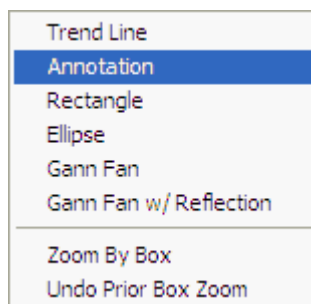 Trend Line
Annotation
Rectangle
Ellipse
Gann Fan
Gann Fan w/ Reflection
Zoom By Box
Undo Prior Box Zoom